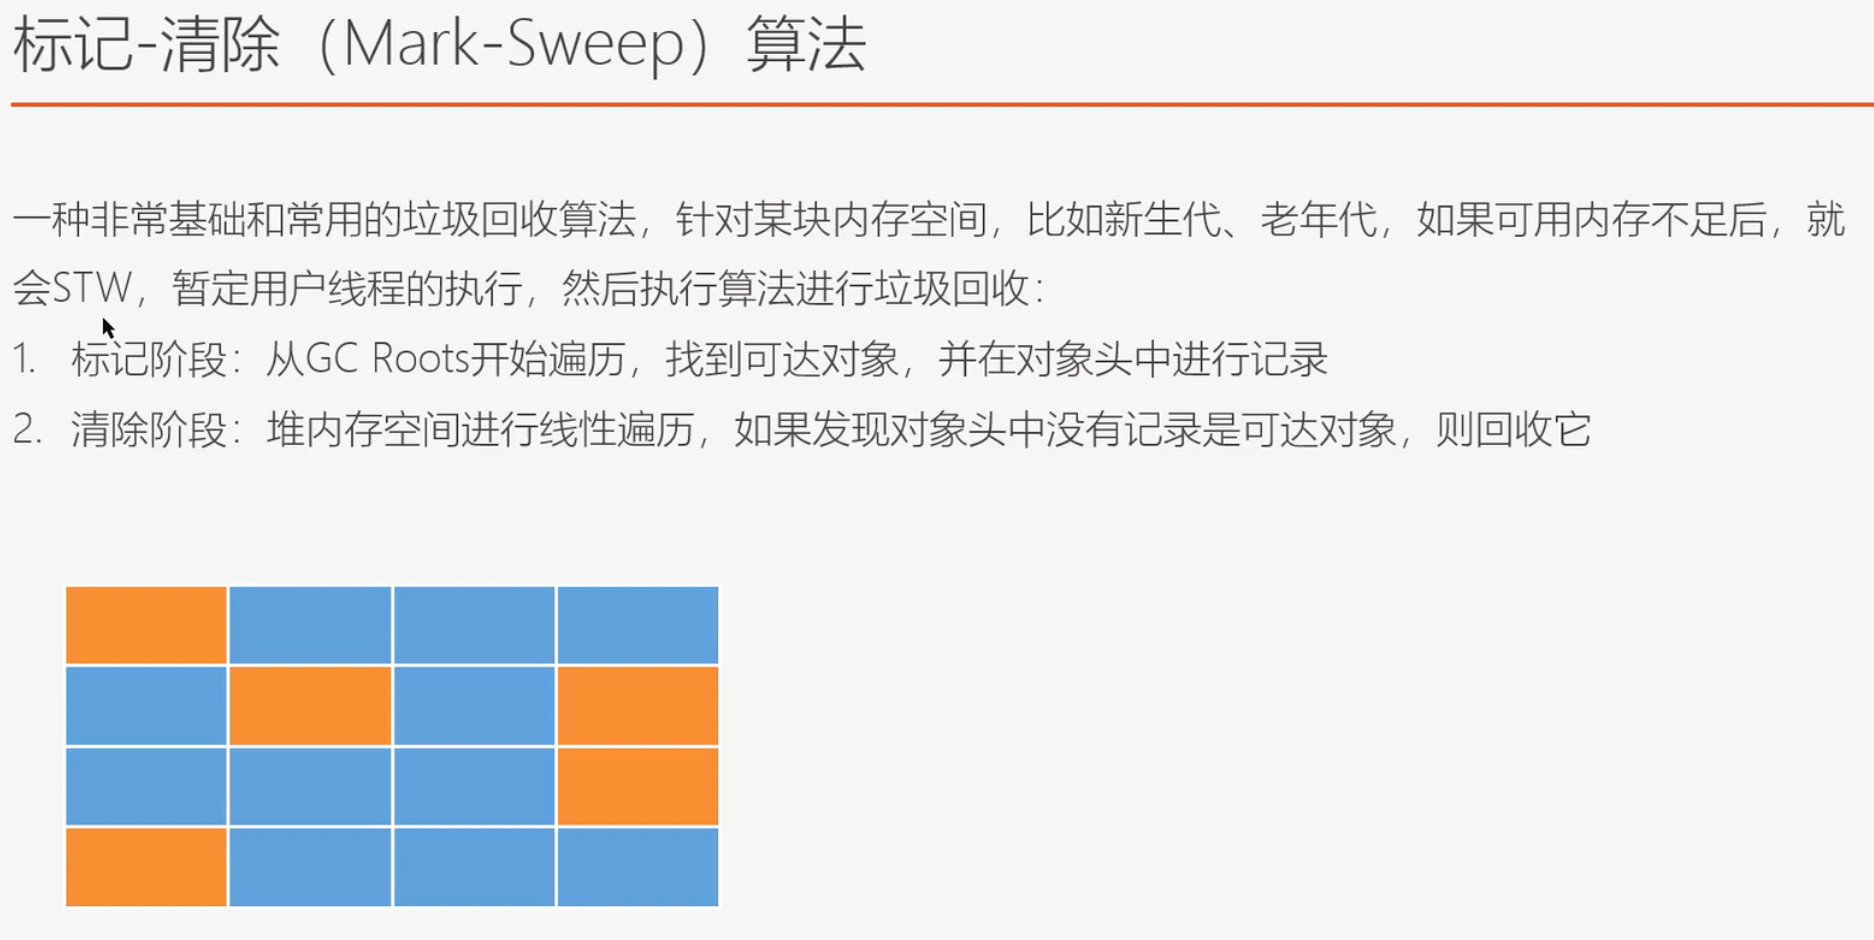 标记-清除（Mark-Sweep）算法
一种非常基础和常用的垃圾回收算法，针对某块内存空间，比如新生代、老年代，如果可用内存不足后，就
会STW，暂定用户线程的执行，然后执行算法进行垃圾回收：
1. 标记阶段：从GC Roots开始遍历，找到可达对象，并在对象头中进行记录
2. 清除阶段：堆内存空间进行线性遍历，如果发现对象头中没有记录是可达对象，则回收它